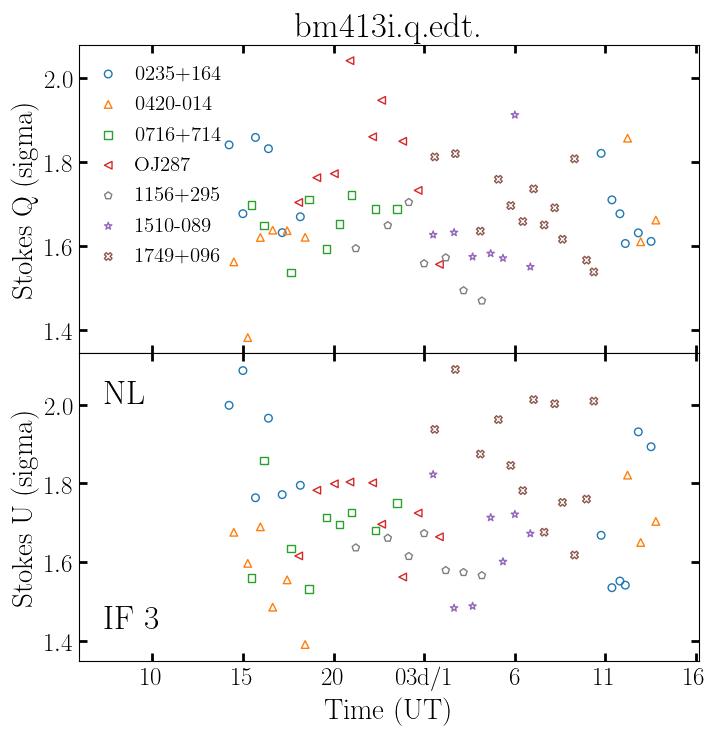 bm413i.q.edt.
Stokes Q (sigma)
2.0
1.8
1.6
1.4
0235+164
0420-014
0716+714
OJ287
1156+295
1510-089
1749+096
Stokes U (sigma)
2.0
1.8
1.6
1.4
NL
IF 3
10 15 20 03d/1 6 11 16
Time (UT)